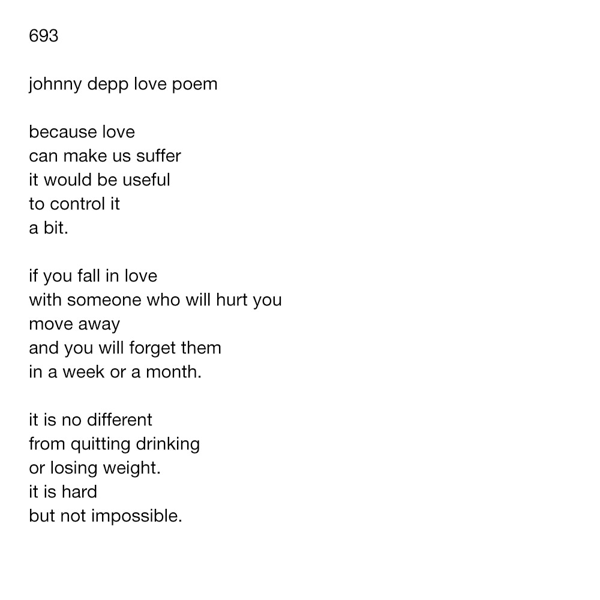 693
johnny depp love poem
because love
can make us suffer
it would be useful
to control it
a bit.
if you fall in love
with someone who will hurt you
move away
and you will forget them
in a week or a month.
it is no different
from quitting drinking
or losing weight.
it is hard
but not impossible.